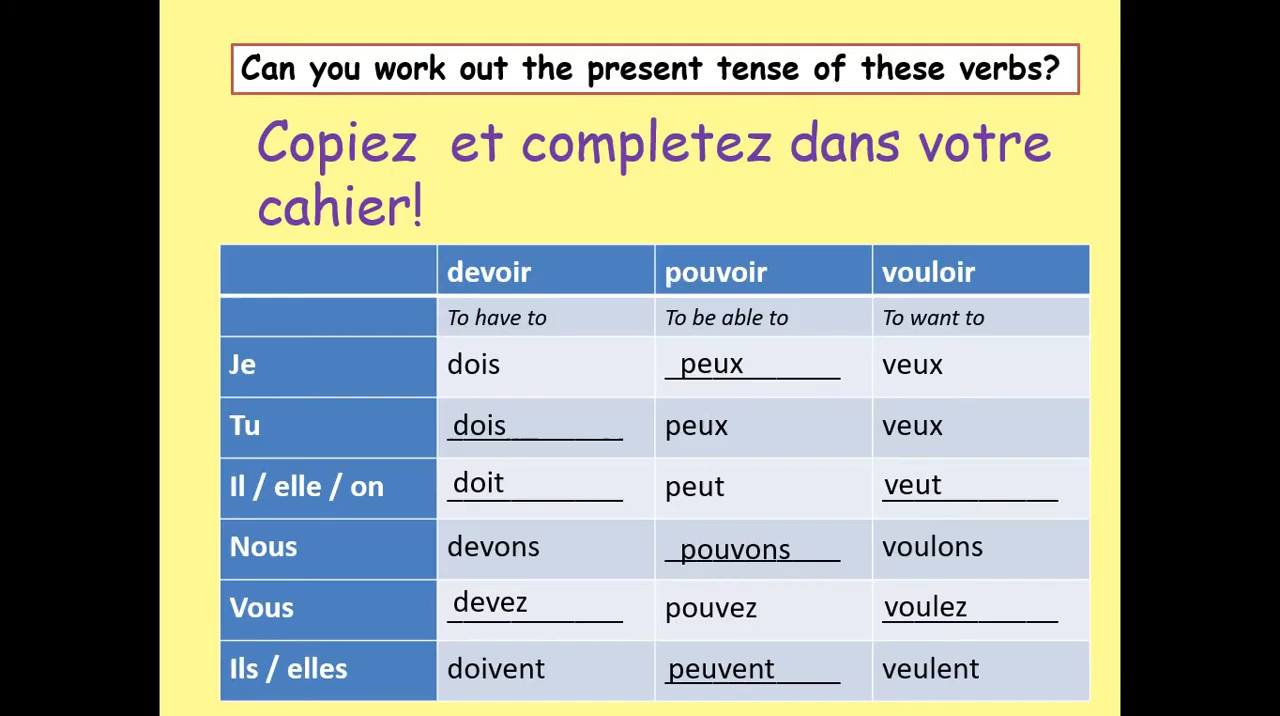 Can you work out the present tense of these verbs?
Copiez et completez dans votre
cahier!
devoir pouvoir vouloir
To have to To be able to To want to
Je dois peux veux
Tu dois peux veux
Il / elle / on doit peut veut
Nous devons pouvons voulons
Vous devez pouvez voulez
Ils / elles doivent peuvent veulent